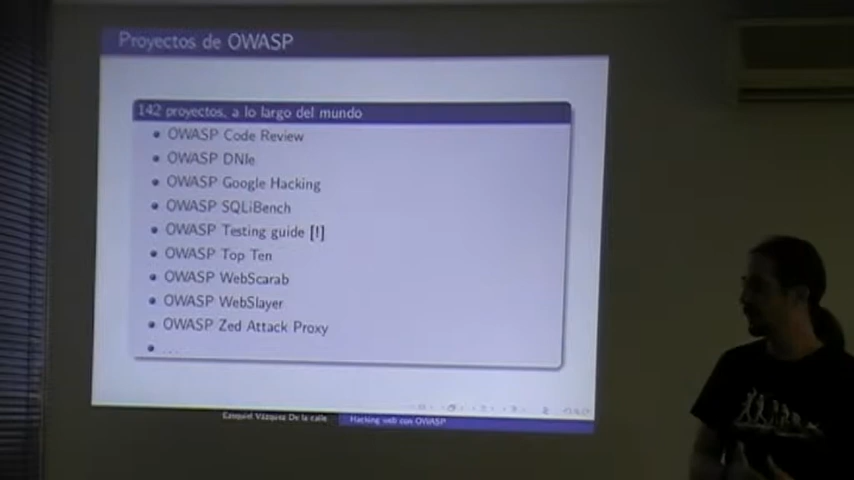 Proyectos de OWASP
142 proyectos, a lo largo del mundo
OWASP Code Review
OWASP DNIe
OWASP Google Hacking
OWASP SQLiBench
OWASP Testing guide [!]
OWASP Top Ten
OWASP WebScarab
OWASP WebSlayer
OWASP Zed Attack Proxy
....
Ezequiel Vázquez De la calle
Hacking web con OWASP